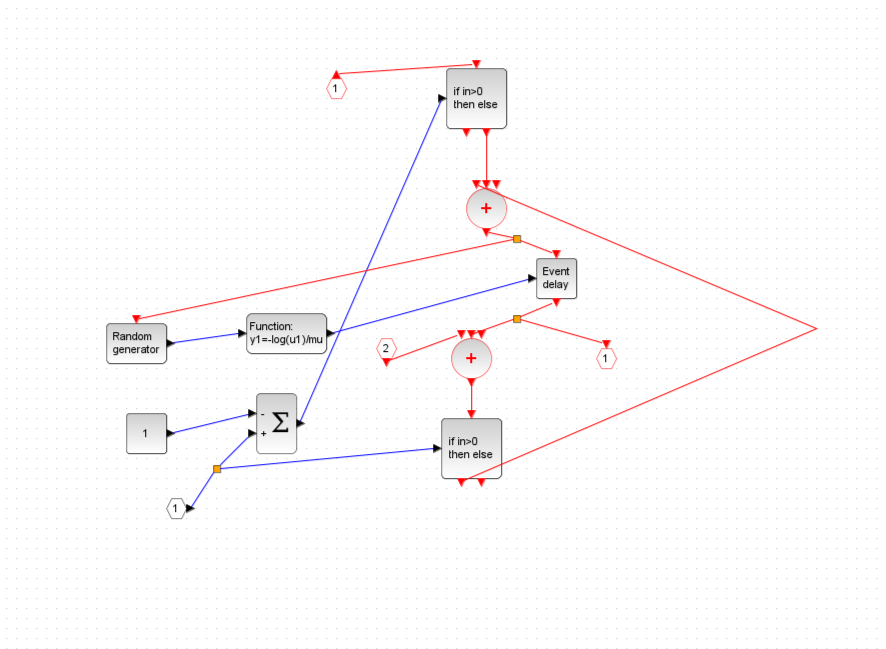 1
if in>0
then else
+
Event
delay
Random
generator
Function:
y1=-log(u1)/mu
2
+
1
1
-
+
Σ
if in>0
then else
1